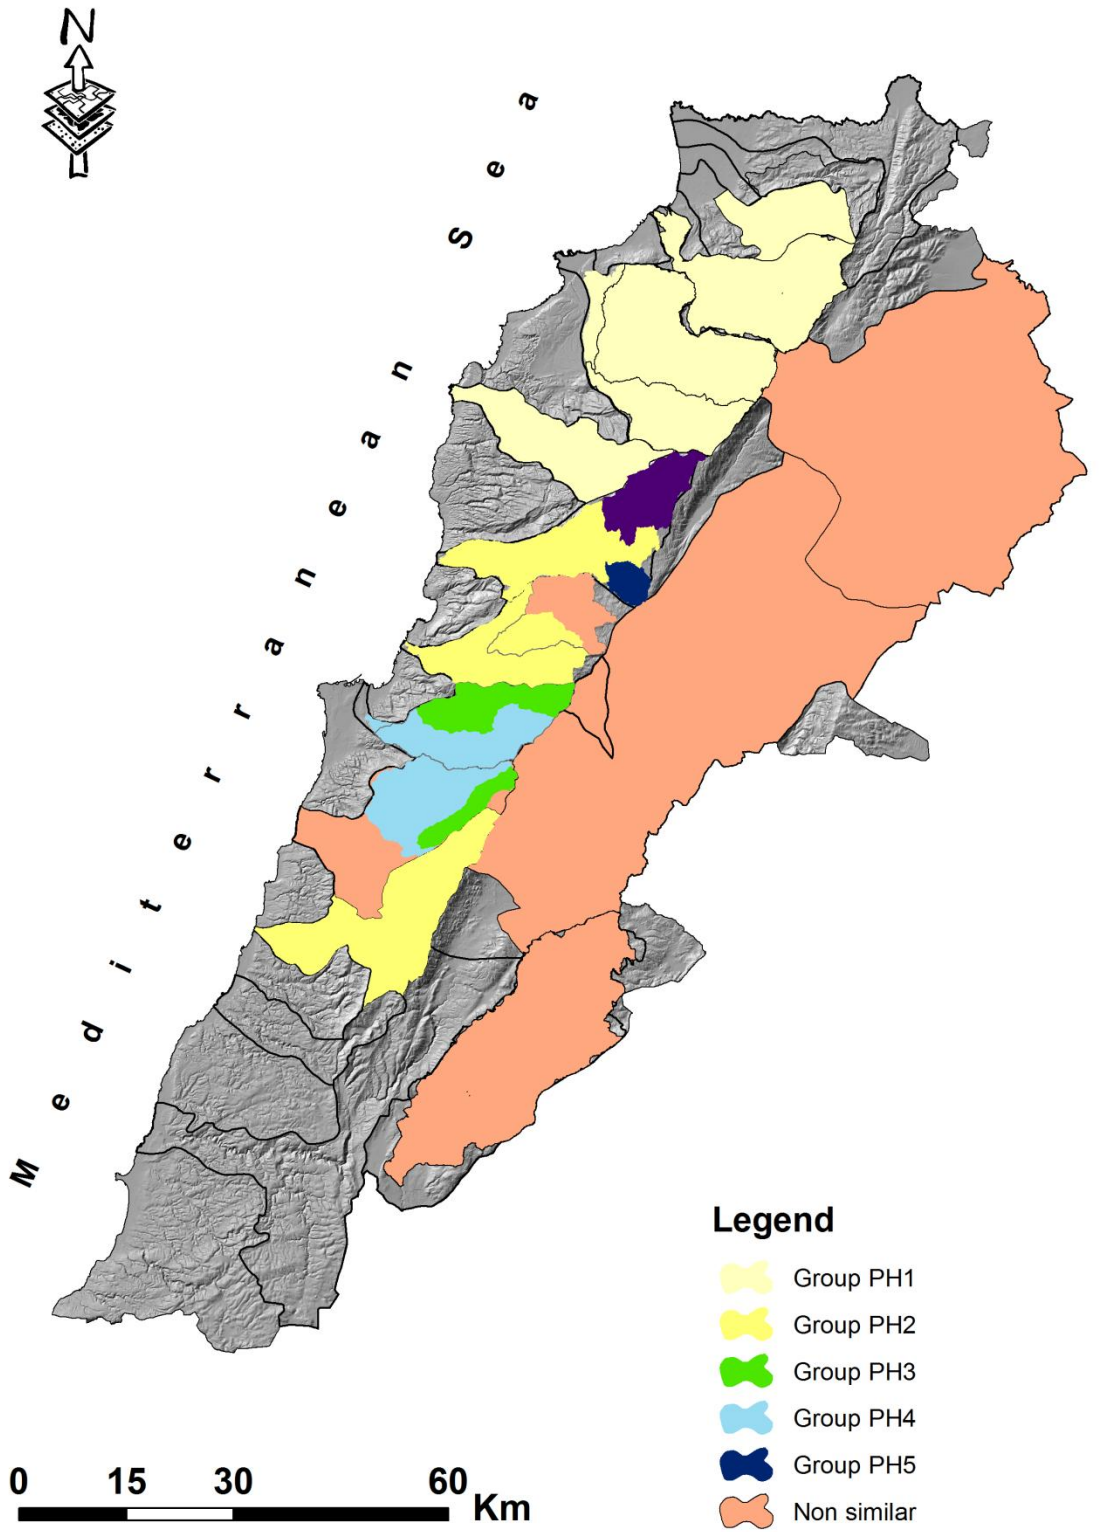 N
Mediterranean Sea
Legend
Group PH1
Group PH2
Group PH3
Group PH4
Group PH5
Non similar
0 15 30 60 Km